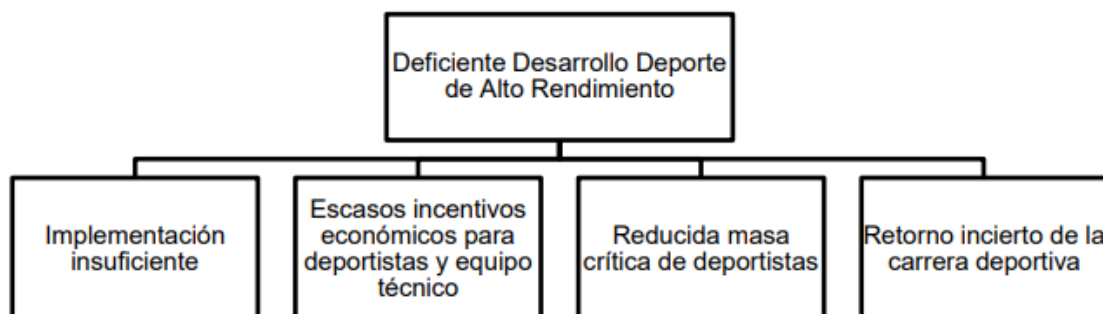 Deficiente Desarrollo Deporte
de Alto Rendimiento
Implementación
insuficiente
Escasos incentivos
económicos para
deportistas y equipo
técnico
Reducida masa
crítica de deportistas
Retorno incierto de la
carrera deportiva